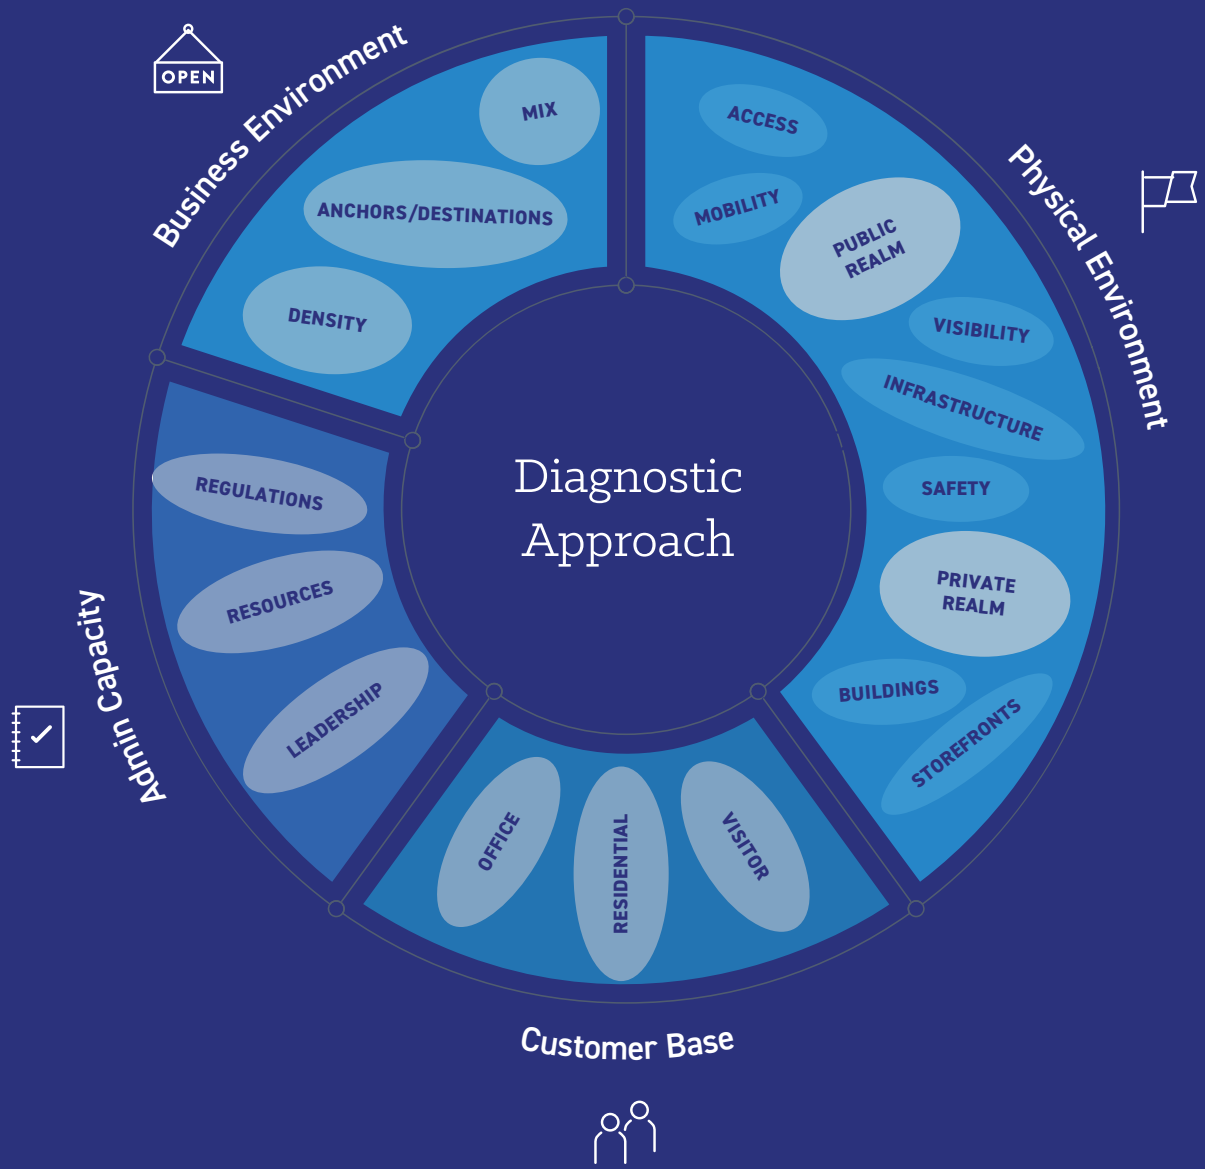 OPEN
Business Environment
MIX
ANCHORS/DESTINATIONS
DENSITY
Physical Environment
ACCESS
MOBILITY
PUBLIC
REALM
VISIBILITY
INFRASTRUCTURE
SAFETY
PRIVATE
REALM
BUILDINGS
STOREFRONTS
Diagnostic
Approach
Admin Capacity
REGULATIONS
RESOURCES
LEADERSHIP
OFFICE
RESIDENTIAL
VISITOR
Customer Base